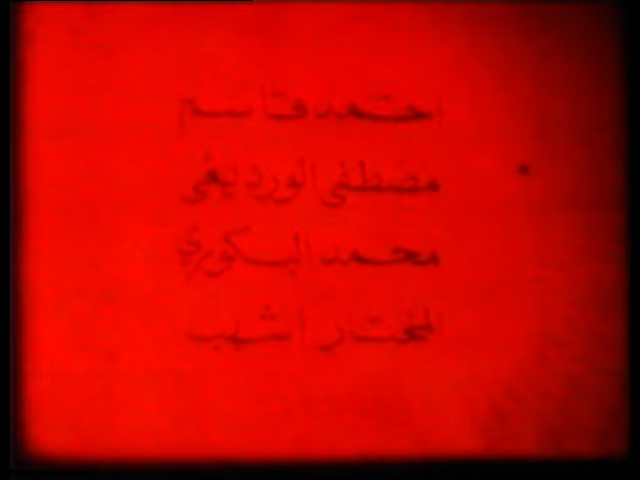 احمد قاسم
مصطفى الورديغي
محمد البكوري
المختار اشهب